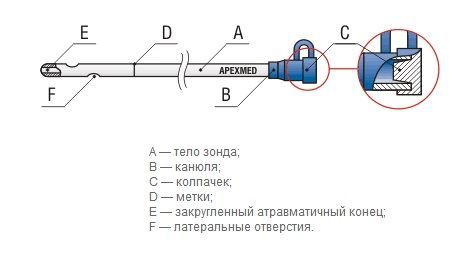 E D A C
F APEXMED B
A — тело зонда;
B — канюля;
C — колпачек;
D — метки;
E — закругленный атравматичный конец;
F — латеральные отверстия.